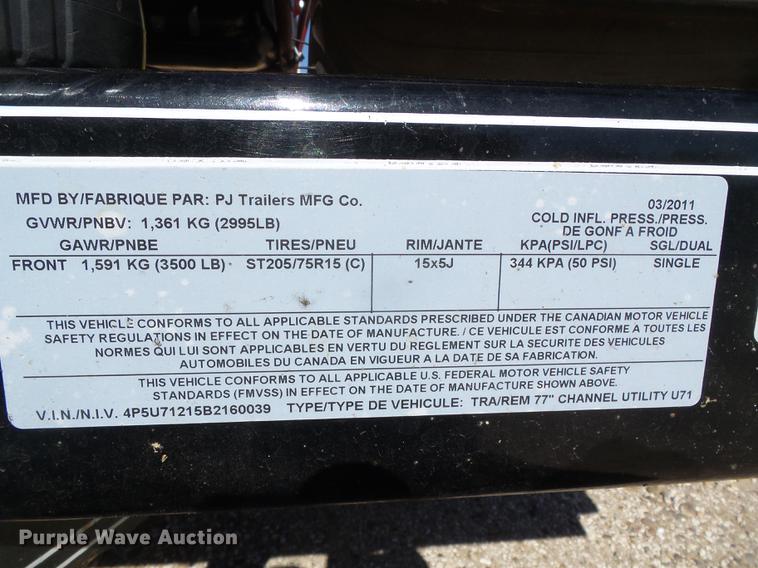 MFD BY/FABRIQUE PAR: PJ Trailers MFG Co. 03/2011
GVWR/PNBV: 1,361 KG (2995LB) COLD INFL. PRESS./PRESS.
DE GONF A FROID
GAWR/PNBE TIRES/PNEU RIM/JANTE KPA(PSI/LPC) SGL/DUAL
FRONT 1,591 KG (3500 LB) ST205/75R15 (C) 15x5J 344 KPA (50 PSI) SINGLE
THIS VEHICLE CONFORMS TO ALL APPLICABLE STANDARDS PRESCRIBED UNDER THE CANADIAN MOTOR VEHICLE
SAFETY REGULATIONS IN EFFECT ON THE DATE OF MANUFACTURE. / CE VEHICULE EST CONFORME A TOUTES LES
NORMES QUI LUI SONT APPLICABLES EN VERTU DU REGLEMENT SUR LA SECURITE DES VEHICULES
AUTOMOBILES DU CANADA EN VIGUEUR A LA DATE DE SA FABRICATION.
THIS VEHICLE CONFORMS TO ALL APPLICABLE U.S. FEDERAL MOTOR VEHICLE SAFETY
STANDARDS (FMVSS) IN EFFECT ON THE DATE OF MANUFACTURE SHOWN ABOVE.
V.I.N./N.I.V. 4P5U71215B2160039 TYPE/TYPE DE VEHICULE: TRA/REM 77" CHANNEL UTILITY U71
Purple Wave Auction